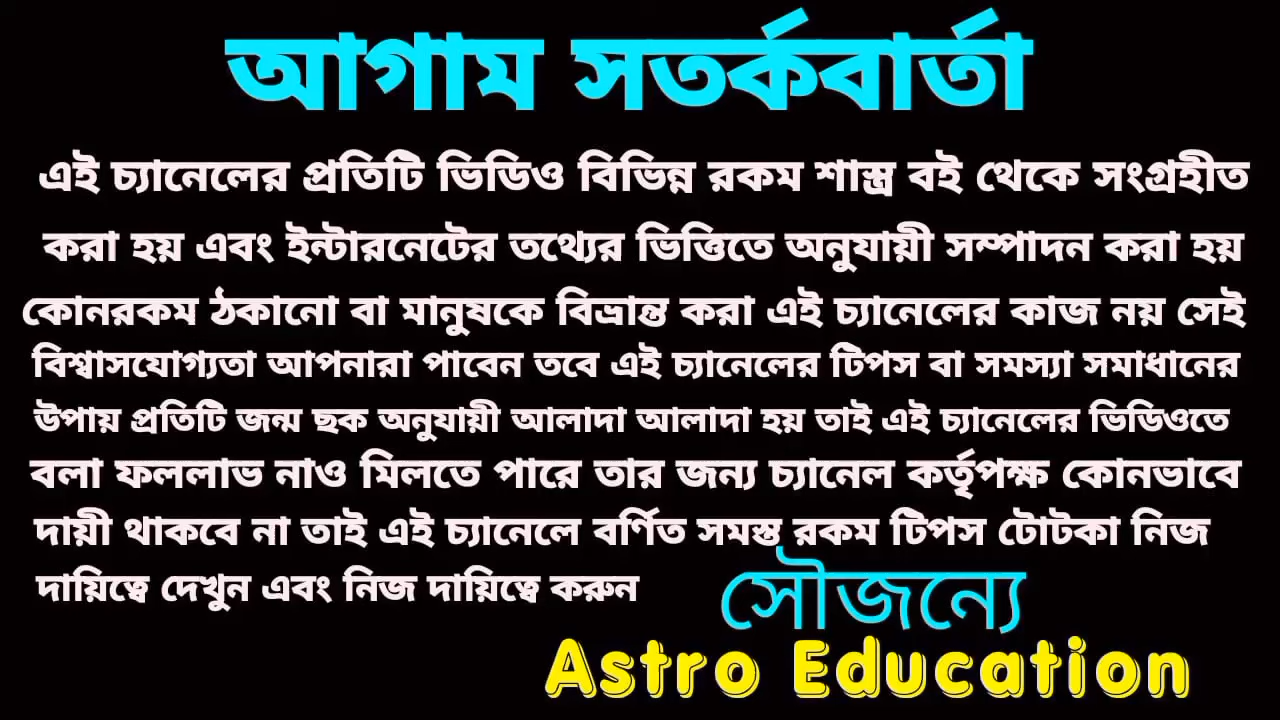 আগাম সতর্কবার্তা
এই চ্যানেলের প্রতিটি ভিডিও বিভিন্ন রকম শাস্ত্র বই থেকে সংগ্রহীত
করা হয় এবং ইন্টারনেটের তথ্যের ভিত্তিতে অনুযায়ী সম্পাদন করা হয়
কোনরকম ঠকানো বা মানুষকে বিভ্রান্ত করা এই চ্যানেলের কাজ নয় সেই
বিশ্বাসযোগ্যতা আপনারা পাবেন তবে এই চ্যানেলের টিপস বা সমস্যা সমাধানের
উপায় প্রতিটি জন্ম ছক অনুযায়ী আলাদা আলাদা হয় তাই এই চ্যানেলের ভিডিওতে
বলা ফললাভ নাও মিলতে পারে তার জন্য চ্যানেল কর্তৃপক্ষ কোনভাবে
দায়ী থাকবে না তাই এই চ্যানেলে বর্ণিত সমস্ত রকম টিপস টোটকা নিজ
দায়িত্বে দেখুন এবং নিজ দায়িত্বে করুন
সৌজন্যে
Astro Education